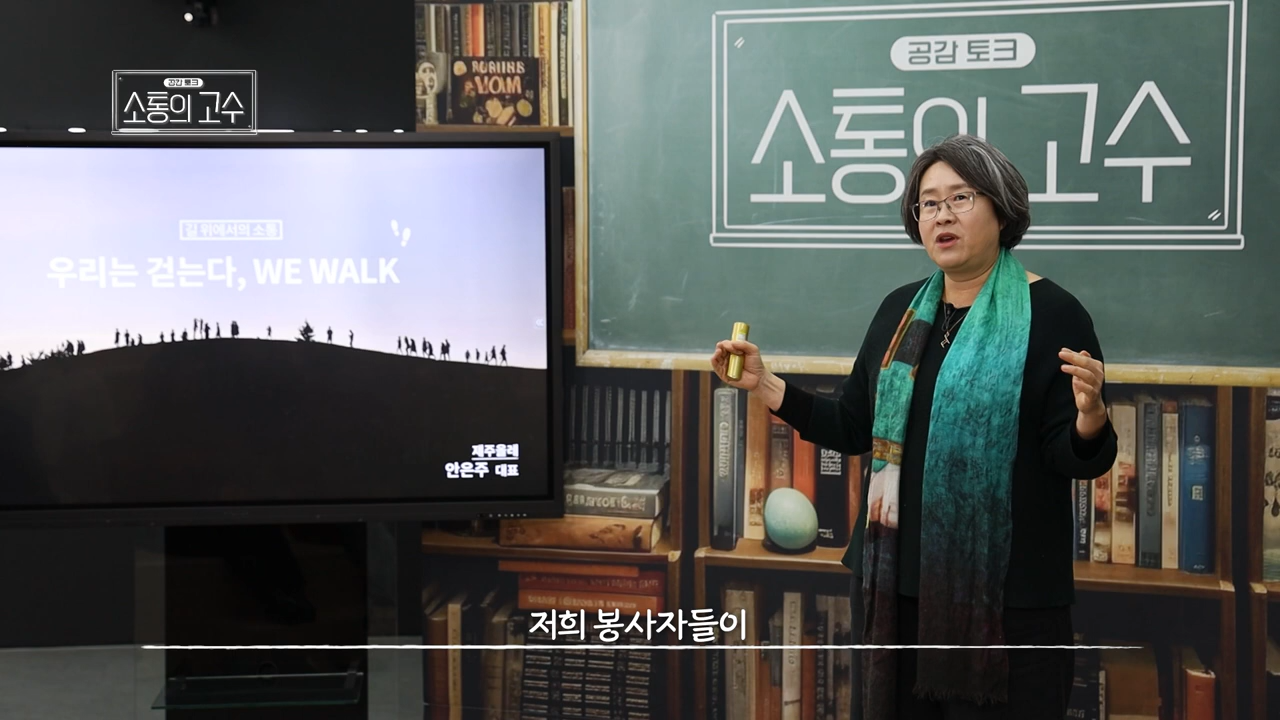 공감 토크
소통의 고수
공감 토크
소통의 고수
길 위에서의 소통
우리는 걷는다, WE WALK
제주올레
안은주 대표
저희 봉사자들이